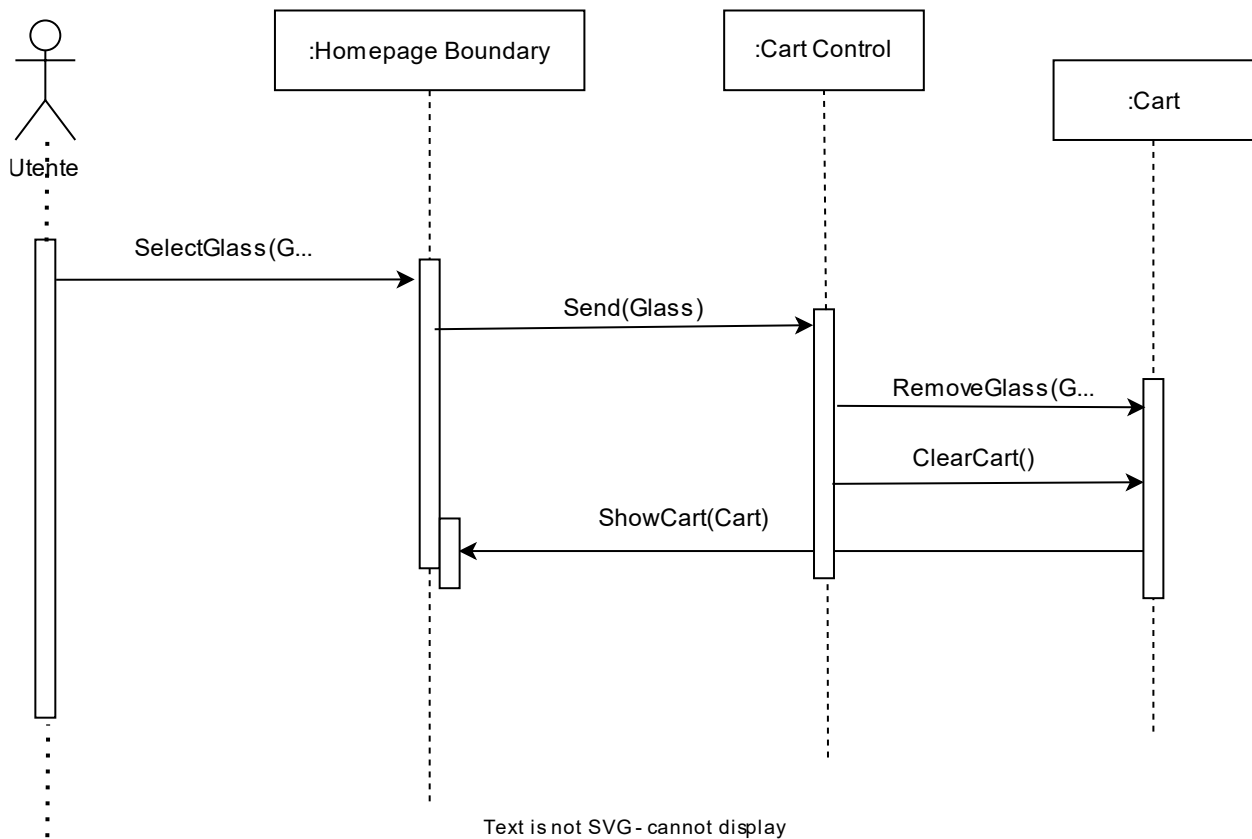 :Homepage Boundary
:Cart Control
:Cart
Utente
SelectGlass(G...
Send(Glass)
RemoveGlass(G...
ClearCart()
ShowCart(Cart)
Text is not SVG - cannot display